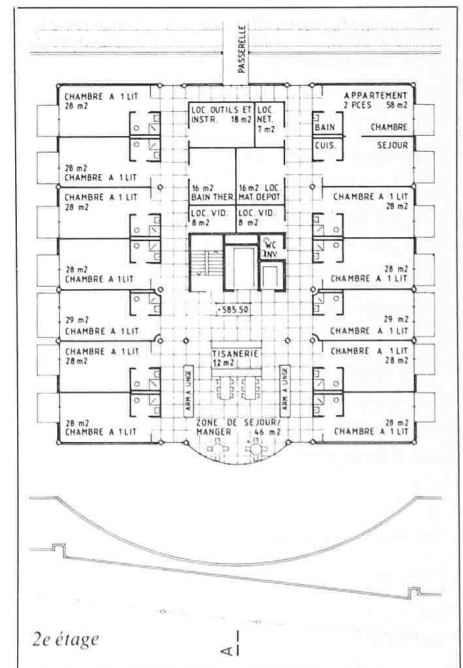 PASSERELLE
CHAMBRE A 1 LIT
28 m2
LOC. OUTILS ET
INSTR. 18 m2
LOC.
NET.
7 m2
APPARTEMENT
2 PCES 58 m2
BAIN
CHAMBRE
CUIS.
SEJOUR
28 m2
CHAMBRE A 1 LIT
CHAMBRE A 1 LIT
28 m2
16 m2
BAIN THER.
16 m2 LOC
MAT DEPOT
CHAMBRE A 1 LIT
28 m2
LOC. VID.
8 m2
LOC. VID.
8 m2
WC
INV
28 m2
CHAMBRE A 1 LIT
28 m2
CHAMBRE A 1 LIT
29 m2
CHAMBRE A 1 LIT
+585.50
29 m2
CHAMBRE A 1 LIT
CHAMBRE A 1 LIT
28 m2
TISANERIE
12 m2
CHAMBRE A 1 LIT
28 m2
ARM A LINGE
ARM A LINGE
28 m2
CHAMBRE A 1 LIT
ZONE DE SEJOUR/
MANGER 46 m2
28 m2
CHAMBRE A 1 LIT
2e étage
A